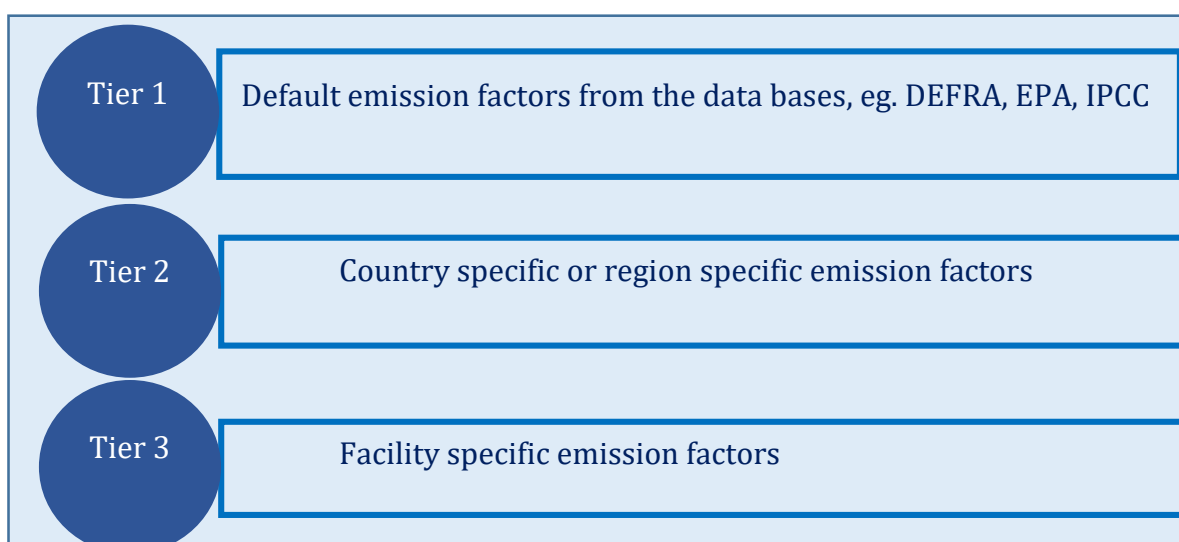 Tier 1
Default emission factors from the data bases, eg. DEFRA, EPA, IPCC
Tier 2
Country specific or region specific emission factors
Tier 3
Facility specific emission factors